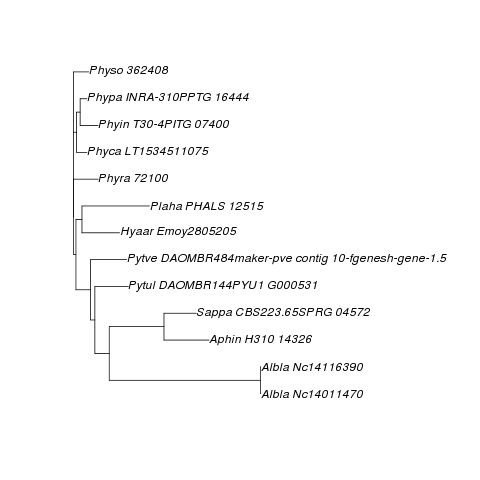 Physo 362408
Phypa INRA-310PPTG 16444
Phyin T30-4PITG 07400
Phyca LT1534511075
Phyra 72100
Plaha PHALS 12515
Hyaar Emoy2805205
Pytve DAOMBR484maker-pve contig 10-fgenesh-gene-1.5
Pytul DAOMBR144PYU1 G000531
Sappa CBS223.65SPRG 04572
Aphin H310 14326
Albla Nc14116390
Albla Nc14011470